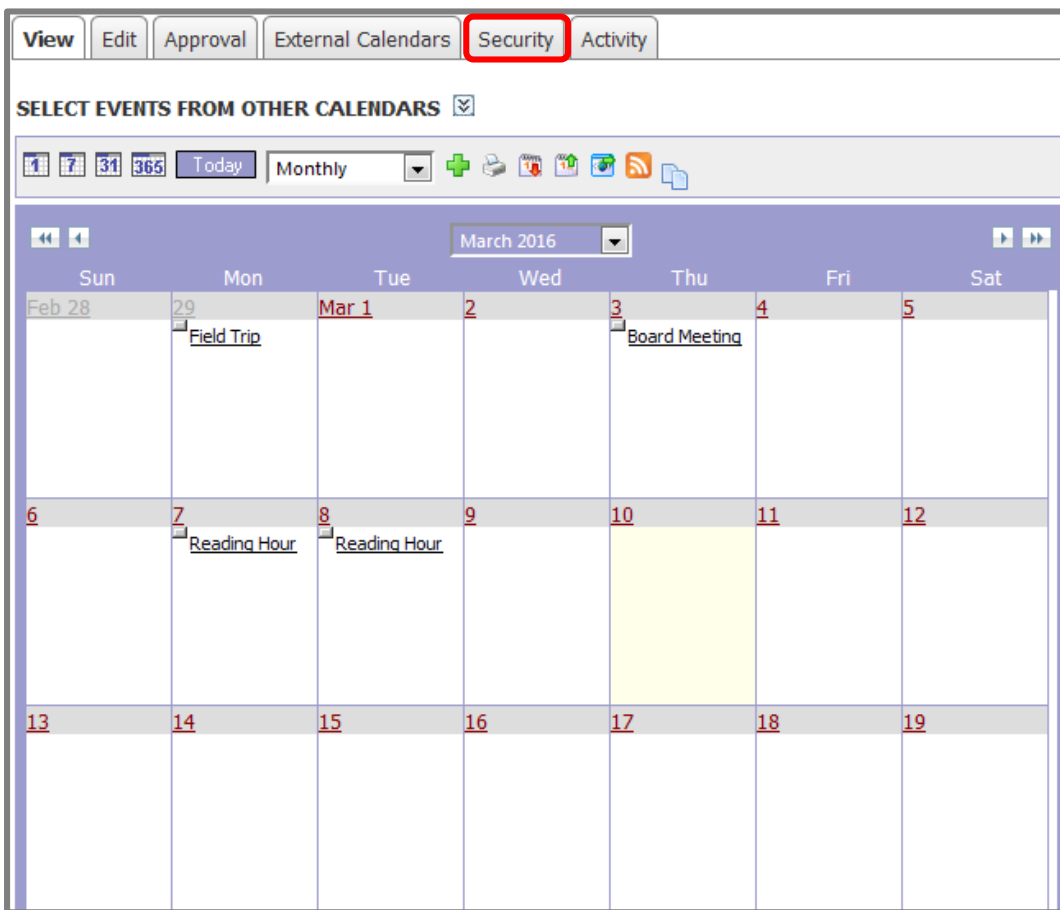 View Edit Approval External Calendars Security Activity
SELECT EVENTS FROM OTHER CALENDARS
1 7 31 365 Today Monthly
March 2016
Sun Mon Tue Wed Thu Fri Sat
Feb 28 29 Mar 1 2 3 4 5
Field Trip Board Meeting
6 7 8 9 10 11 12
Reading Hour Reading Hour
13 14 15 16 17 18 19